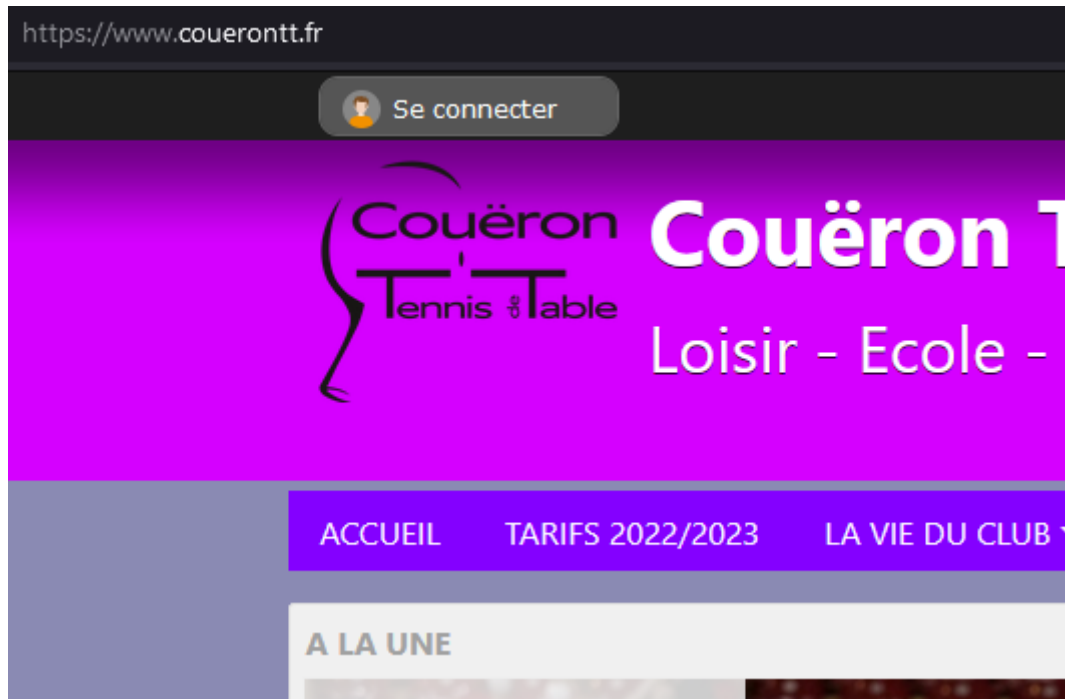 https://www.couerontt.fr
Se connecter
Couëron
Tennis de Table
Couëron T
Loisir - Ecole -
ACCUEIL TARIFS 2022/2023 LA VIE DU CLUB
A LA UNE